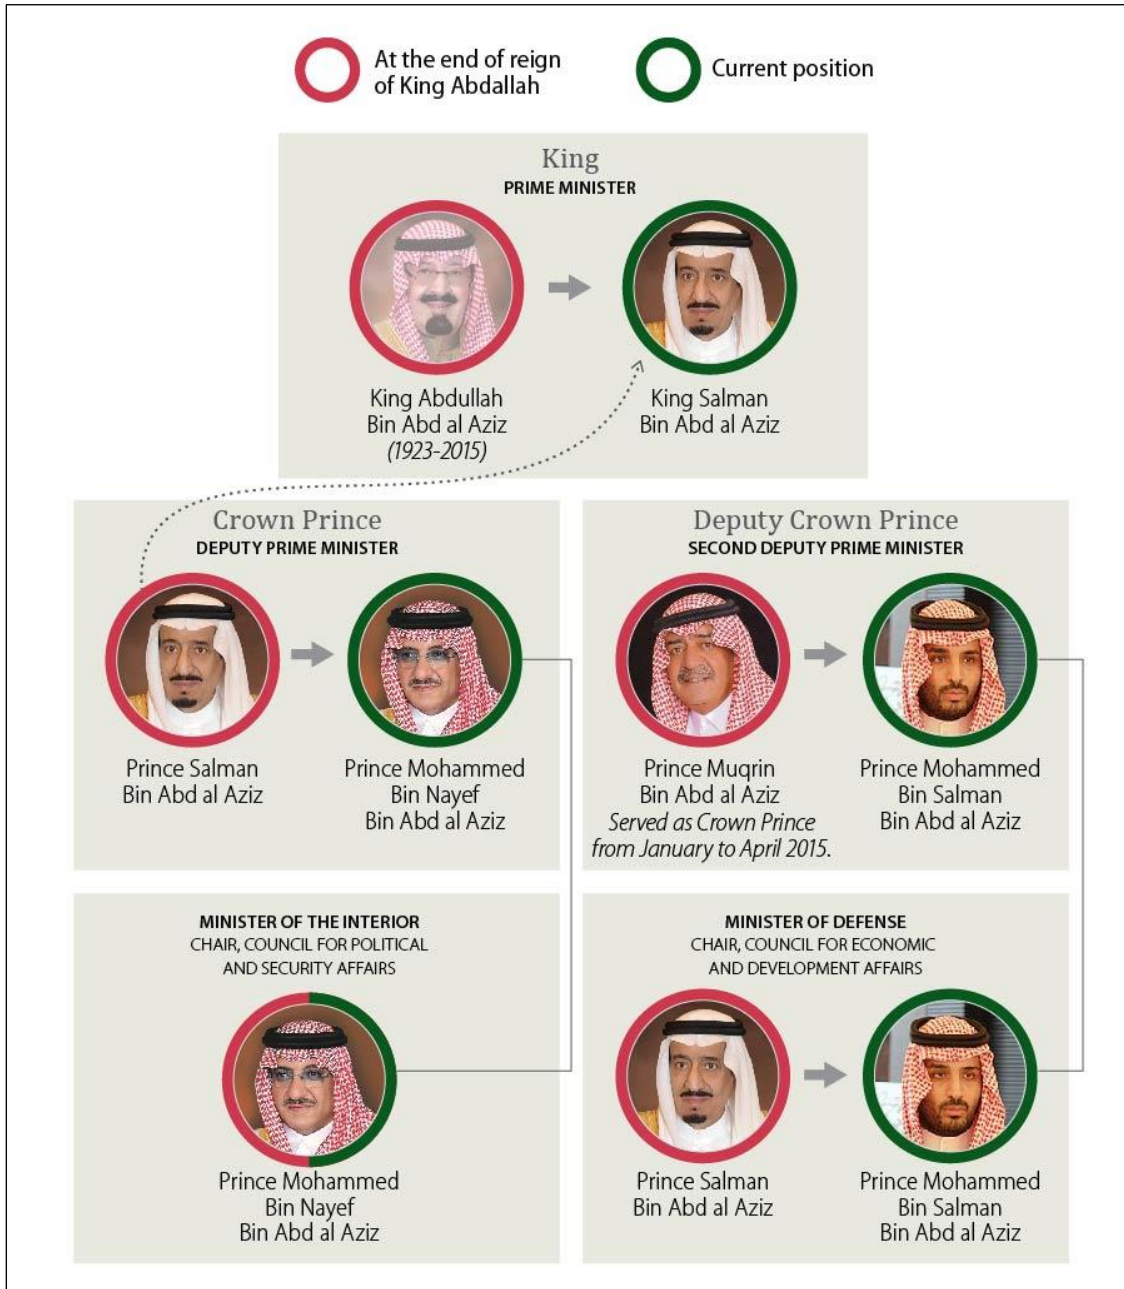 At the end of reign
of King Abdallah
Current position
King
PRIME MINISTER
King Abdullah
Bin Abd al Aziz
(1923-2015)
King Salman
Bin Abd al Aziz
Crown Prince
DEPUTY PRIME MINISTER
Prince Salman
Bin Abd al Aziz
Prince Mohammed
Bin Nayef
Bin Abd al Aziz
Deputy Crown Prince
SECOND DEPUTY PRIME MINISTER
Prince Muqrin
Bin Abd al Aziz
Served as Crown Prince
from January to April 2015.
Prince Mohammed
Bin Salman
Bin Abd al Aziz
MINISTER OF THE INTERIOR
CHAIR, COUNCIL FOR POLITICAL
AND SECURITY AFFAIRS
Prince Mohammed
Bin Nayef
Bin Abd al Aziz
MINISTER OF DEFENSE
CHAIR, COUNCIL FOR ECONOMIC
AND DEVELOPMENT AFFAIRS
Prince Salman
Bin Abd al Aziz
Prince Mohammed
Bin Salman
Bin Abd al Aziz